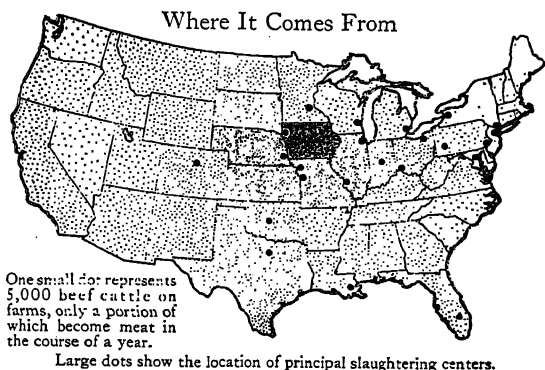 Where It Comes From
One small dot represents
5,000 beef cattle on
farms, only a portion of
which become meat in
the course of a year.
Large dots show the location of principal slaughtering centers.